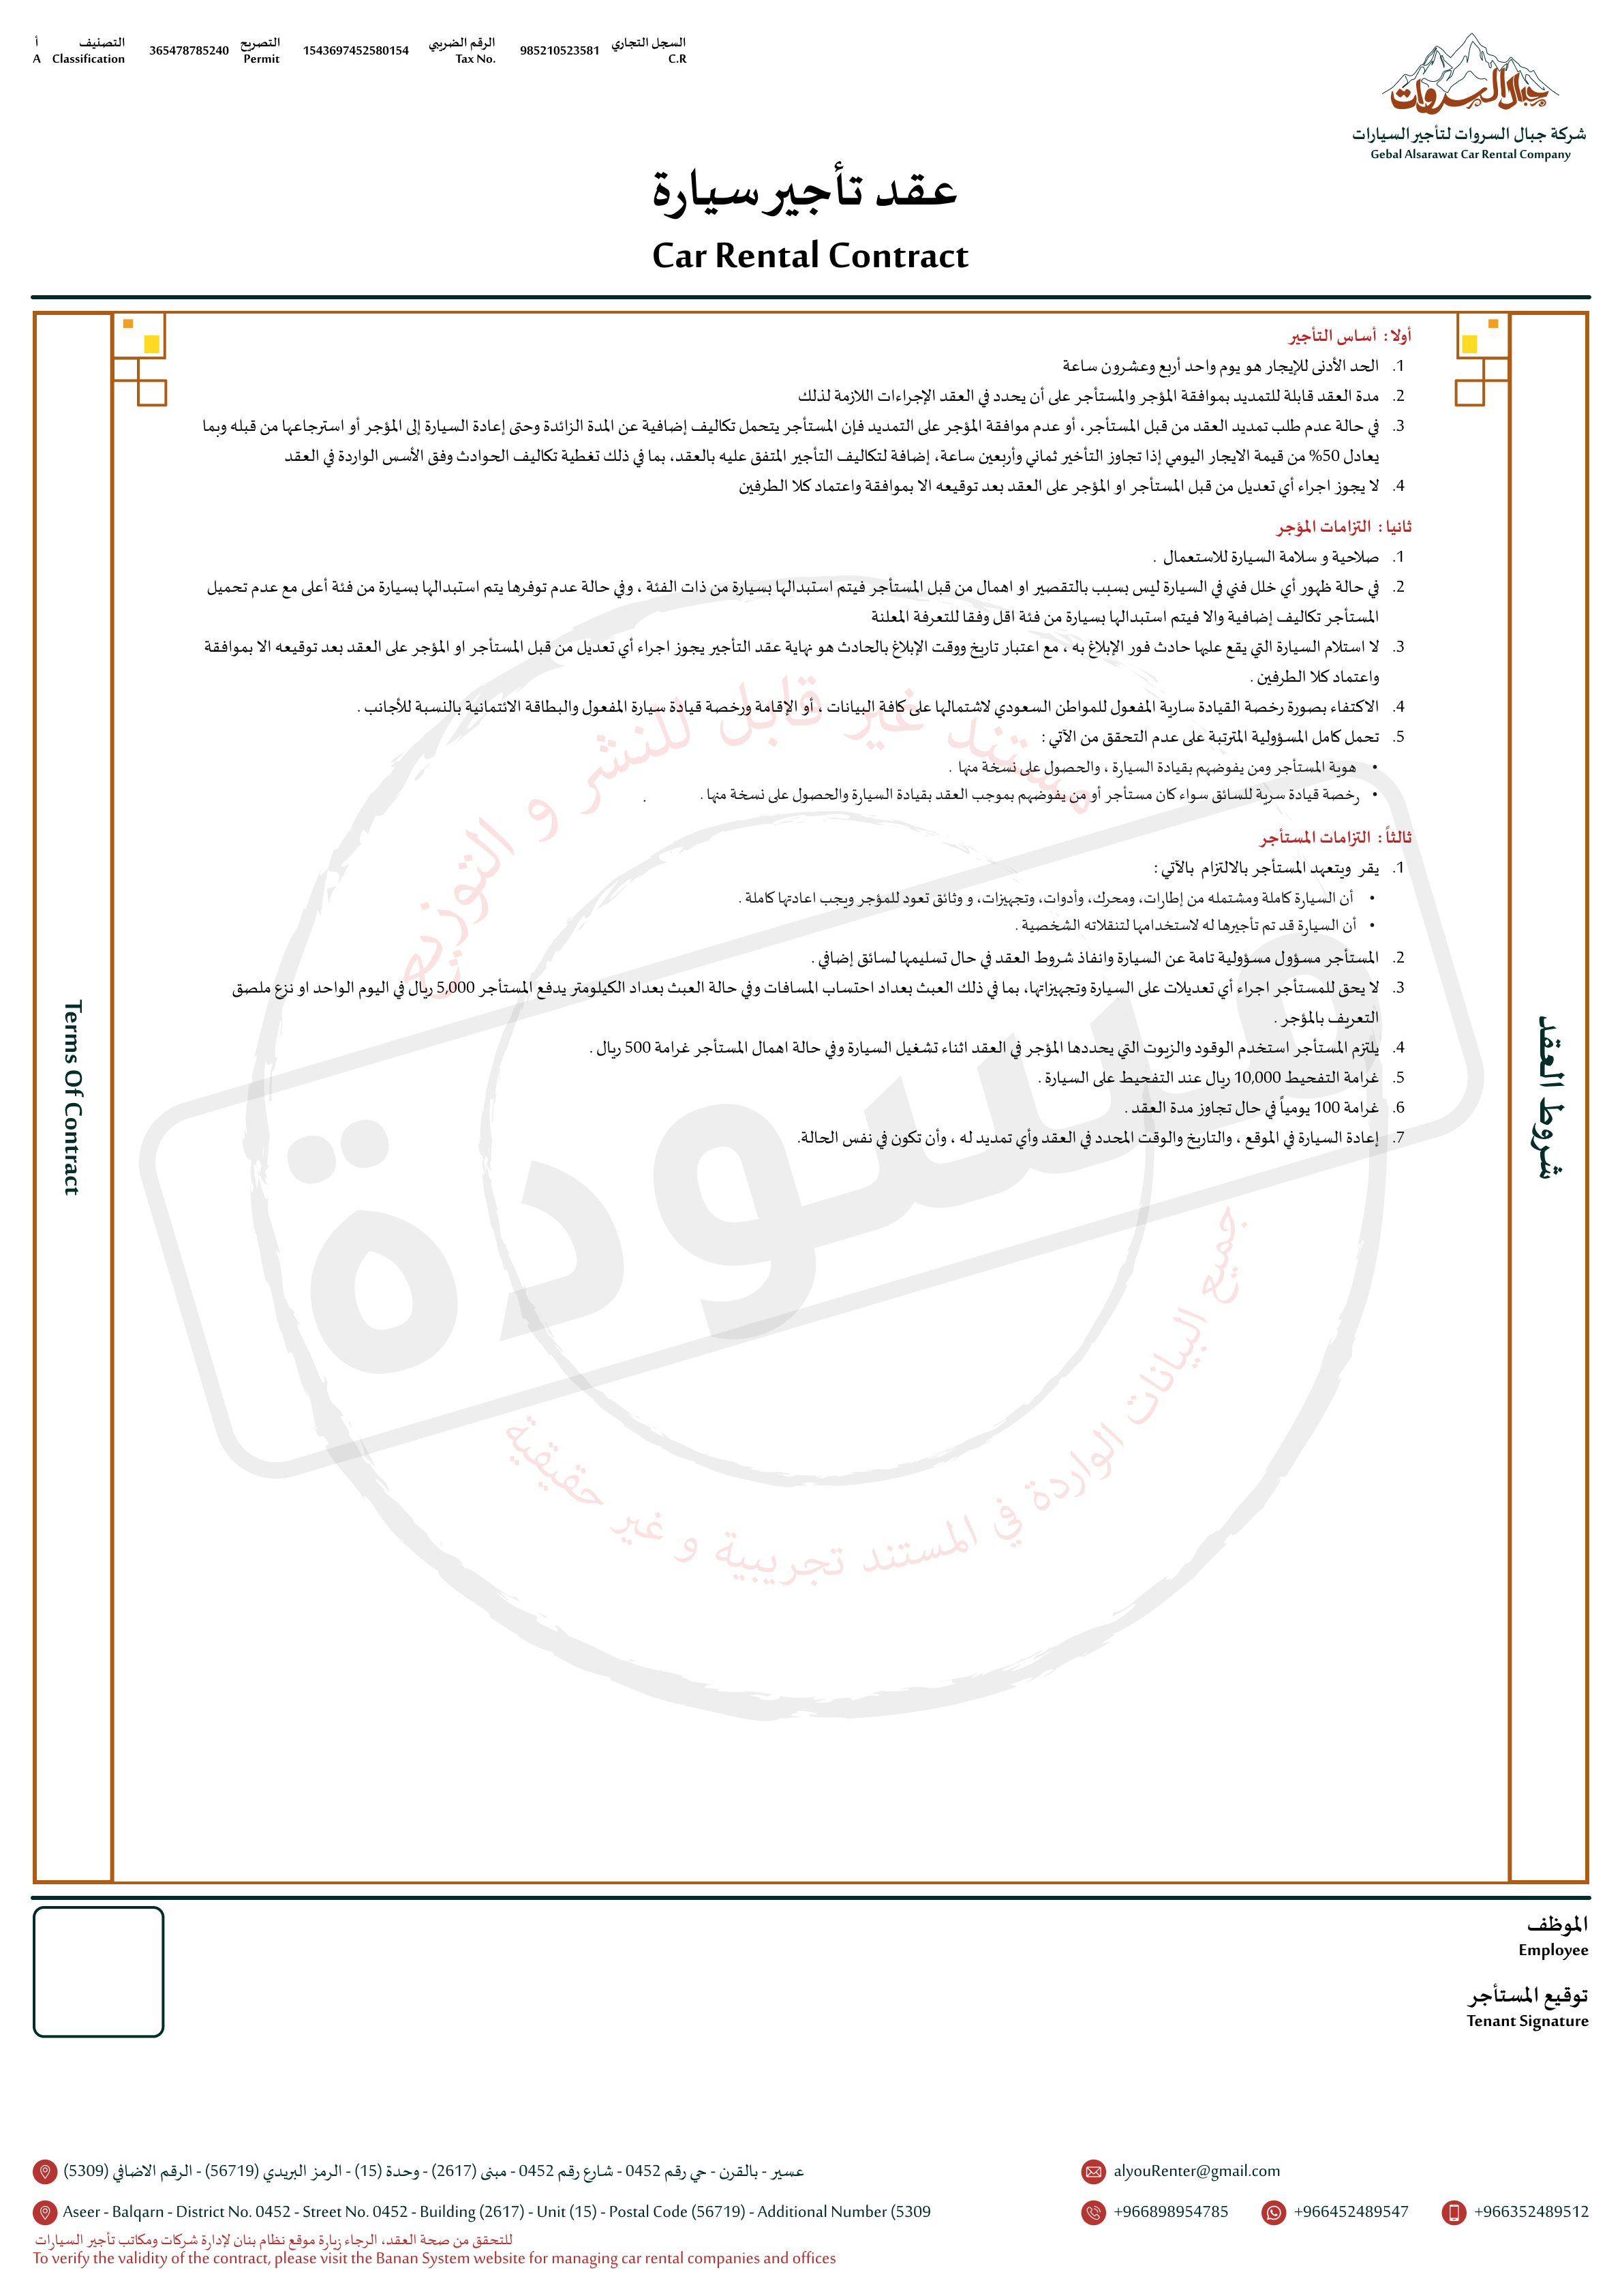 جبال السروات
شركة جبال السروات لتأجير السيارات
Gebal Alsarawat Car Rental Company
السجل التجاري 985210523581
C.R
الرقم الضريبي 1543697452580154
Tax No.
التصريح 365478785240
Permit
التصنيف أ
Classification A
عقد تأجير سيارة
Car Rental Contract
شروط العقد
Terms Of Contract
أولا : أساس التأجير
1. الحد الأدنى للإيجار هو يوم واحد أربع وعشرون ساعة
2. مدة العقد قابلة للتمديد بموافقة المؤجر والمستأجر على أن يحدد في العقد الإجراءات اللازمة لذلك
3. في حالة عدم طلب تمديد العقد من قبل المستأجر، أو عدم موافقة المؤجر على التمديد فإن المستأجر يتحمل تكاليف إضافية عن المدة الزائدة وحتى إعادة السيارة إلى المؤجر أو استرجاعها من قبله وبما
يعادل 50% من قيمة الايجار اليومي إذا تجاوز التأخير ثماني وأربعين ساعة، إضافة لتكاليف التأجير المتفق عليه بالعقد، بما في ذلك تغطية تكاليف الحوادث وفق الأسس الواردة في العقد
4. لا يجوز اجراء أي تعديل من قبل المستأجر او المؤجر على العقد بعد توقيعه الا بموافقة واعتماد كلا الطرفين
ثانيا : التزامات المؤجر
1. صلاحية و سلامة السيارة للاستعمال .
2. في حالة ظهور أي خلل فني في السيارة ليس بسبب بالتقصير او اهمال من قبل المستأجر فيتم استبدالها بسيارة من ذات الفئة ، وفي حالة عدم توفرها يتم استبدالها بسيارة من فئة أعلى مع عدم تحميل
المستأجر تكاليف إضافية والا فيتم استبدالها بسيارة من فئة اقل وفقا للتعرفة المعلنة
3. لا استلام السيارة التي يقع عليها حادث فور الإبلاغ به ، مع اعتبار تاريخ ووقت الإبلاغ بالحادث هو نهاية عقد التأجير يجوز اجراء أي تعديل من قبل المستأجر او المؤجر على العقد بعد توقيعه الا بموافقة
واعتماد كلا الطرفين .
4. الاكتفاء بصورة رخصة القيادة سارية المفعول للمواطن السعودي لاشتمالها على كافة البيانات ، أو الإقامة ورخصة قيادة سيارة المفعول والبطاقة الائتمانية بالنسبة للأجانب .
5. تحمل كامل المسؤولية المترتبة على عدم التحقق من الآتي :
• هوية المستأجر ومن يفوضهم بقيادة السيارة ، والحصول على نسخة منها .
• رخصة قيادة سرية للسائق سواء كان مستأجر أو من يفوضهم بموجب العقد بقيادة السيارة والحصول على نسخة منها . .
ثالثاً : التزامات المستأجر
1. يقر ويتعهد المستأجر بالالتزام بالآتي :
• أن السيارة كاملة ومشتمله من إطارات، ومحرك، وأدوات، وتجهيزات، و وثائق تعود للمؤجر ويجب اعادتها كاملة .
• أن السيارة قد تم تأجيرها له لاستخدامها لتنقلاته الشخصية .
2. المستأجر مسؤول مسؤولية تامة عن السيارة وانفاذ شروط العقد في حال تسليمها لسائق إضافي .
3. لا يحق للمستأجر اجراء أي تعديلات على السيارة وتجهيزاتها، بما في ذلك العبث بعداد احتساب المسافات وفي حالة العبث بعداد الكيلومتر يدفع المستأجر 5,000 ريال في اليوم الواحد او نزع ملصق
التعريف بالمؤجر .
4. يلتزم المستأجر استخدم الوقود والزيوت التي يحددها المؤجر في العقد اثناء تشغيل السيارة وفي حالة اهمال المستأجر غرامة 500 ريال .
5. غرامة التفحيط 10,000 ريال عند التفحيط على السيارة .
6. غرامة 100 يومياً في حال تجاوز مدة العقد .
7. إعادة السيارة في الموقع ، والتاريخ والوقت المحدد في العقد وأي تمديد له ، وأن تكون في نفس الحالة.
مستند غير قابل للنشر و التوزيع
مسودة
جميع البيانات الواردة في المستند تجريبية و غير حقيقية
الموظف
Employee
توقيع المستأجر
Tenant Signature
عسير - بالقرن - حي رقم 0452 - شارع رقم 0452 - مبنى (2617) - وحدة (15) - الرمز البريدي (56719) - الرقم الاضافي (5309)
alyouRenter@gmail.com
Aseer - Balqarn - District No. 0452 - Street No. 0452 - Building (2617) - Unit (15) - Postal Code (56719) - Additional Number (5309
+966898954785 +966452489547 +966352489512
للتحقق من صحة العقد، الرجاء زيارة موقع نظام بنان لإدارة شركات ومكاتب تأجير السيارات
To verify the validity of the contract, please visit the Banan System website for managing car rental companies and offices